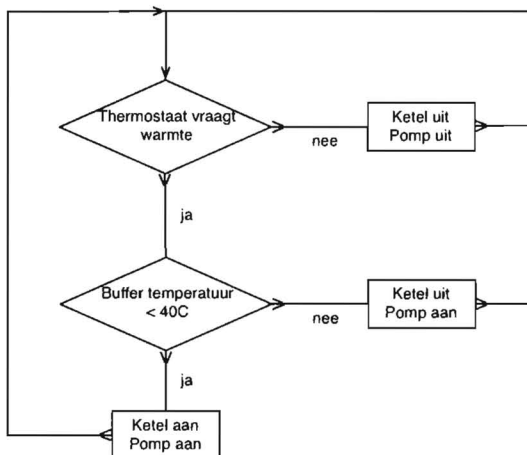 Thermostaat vraagt
warmte
nee
Ketel uit
Pomp uit
ja
Buffer temperatuur
< 40C
nee
Ketel uit
Pomp aan
ja
Ketel aan
Pomp aan